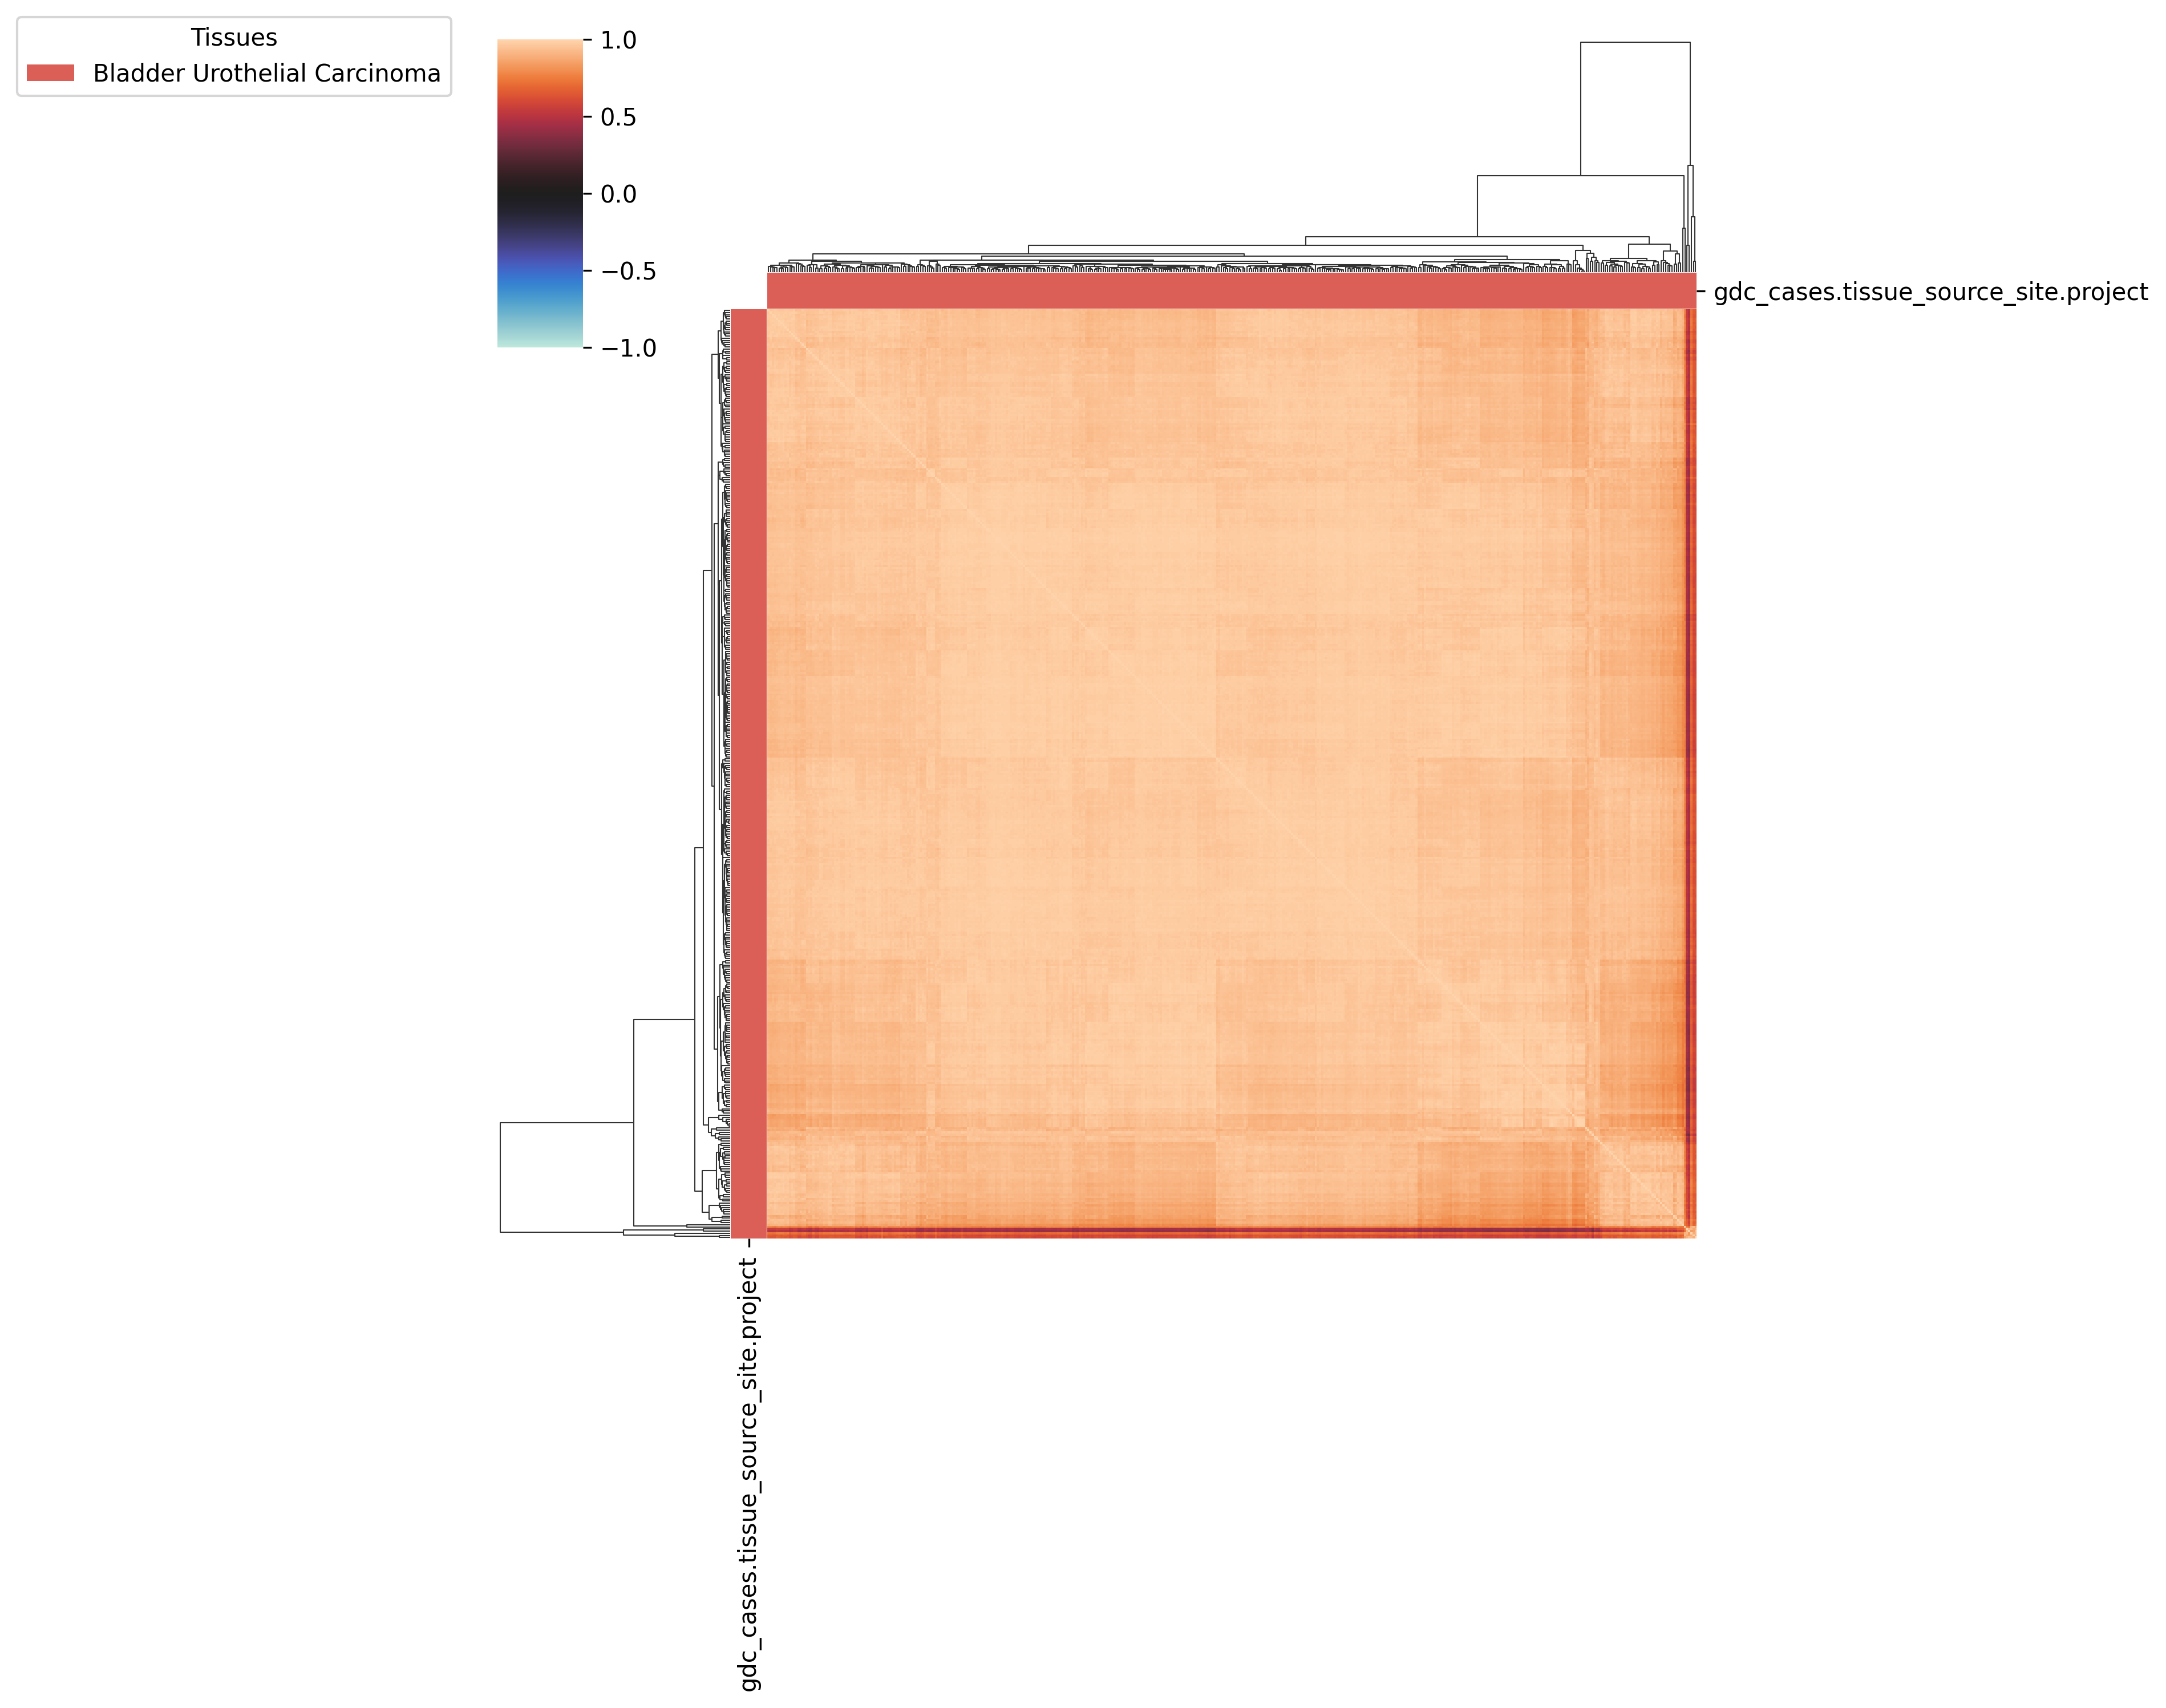 Tissues
Bladder Urothelial Carcinoma
1.0
0.5
0.0
−0.5
−1.0
gdc_cases.tissue_source_site.project
gdc_cases.tissue_source_site.project